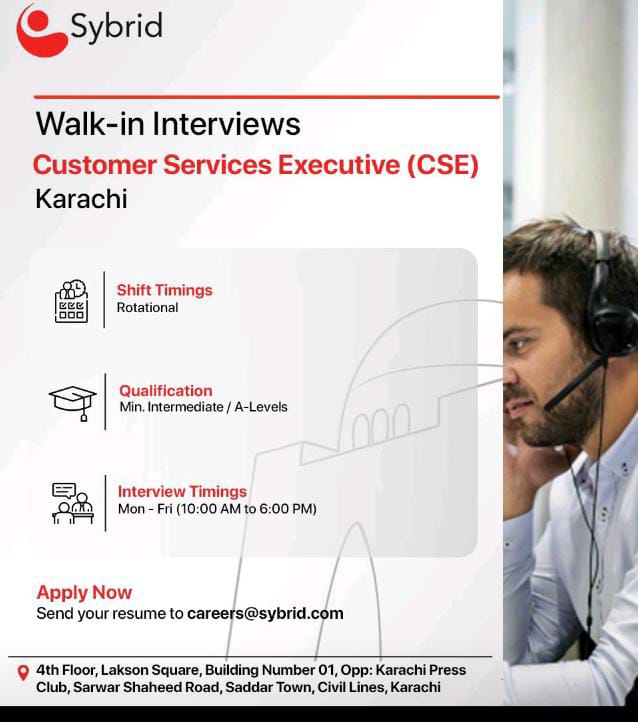 Sybrid
Walk-in Interviews
Customer Services Executive (CSE)
Karachi
Shift Timings
Rotational
Qualification
Min. Intermediate / A-Levels
Interview Timings
Mon - Fri (10:00 AM to 6:00 PM)
Apply Now
Send your resume to careers@sybrid.com
4th Floor, Lakson Square, Building Number 01, Opp: Karachi Press
Club, Sarwar Shaheed Road, Saddar Town, Civil Lines, Karachi